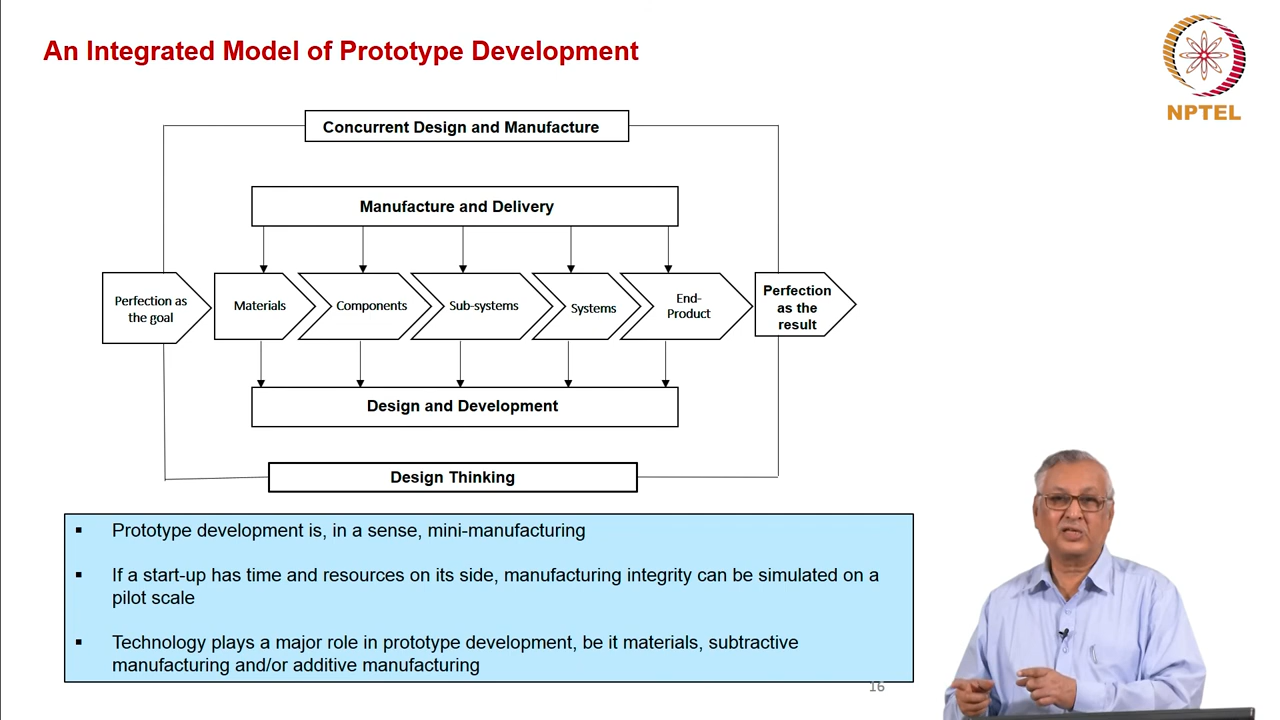 An Integrated Model of Prototype Development
NPTEL
Concurrent Design and Manufacture
Manufacture and Delivery
Perfection as
the goal
Materials
Components
Sub-systems
Systems
End-
Product
Perfection
as the
result
Design and Development
Design Thinking
▪ Prototype development is, in a sense, mini-manufacturing
▪ If a start-up has time and resources on its side, manufacturing integrity can be simulated on a
pilot scale
▪ Technology plays a major role in prototype development, be it materials, subtractive
manufacturing and/or additive manufacturing
16